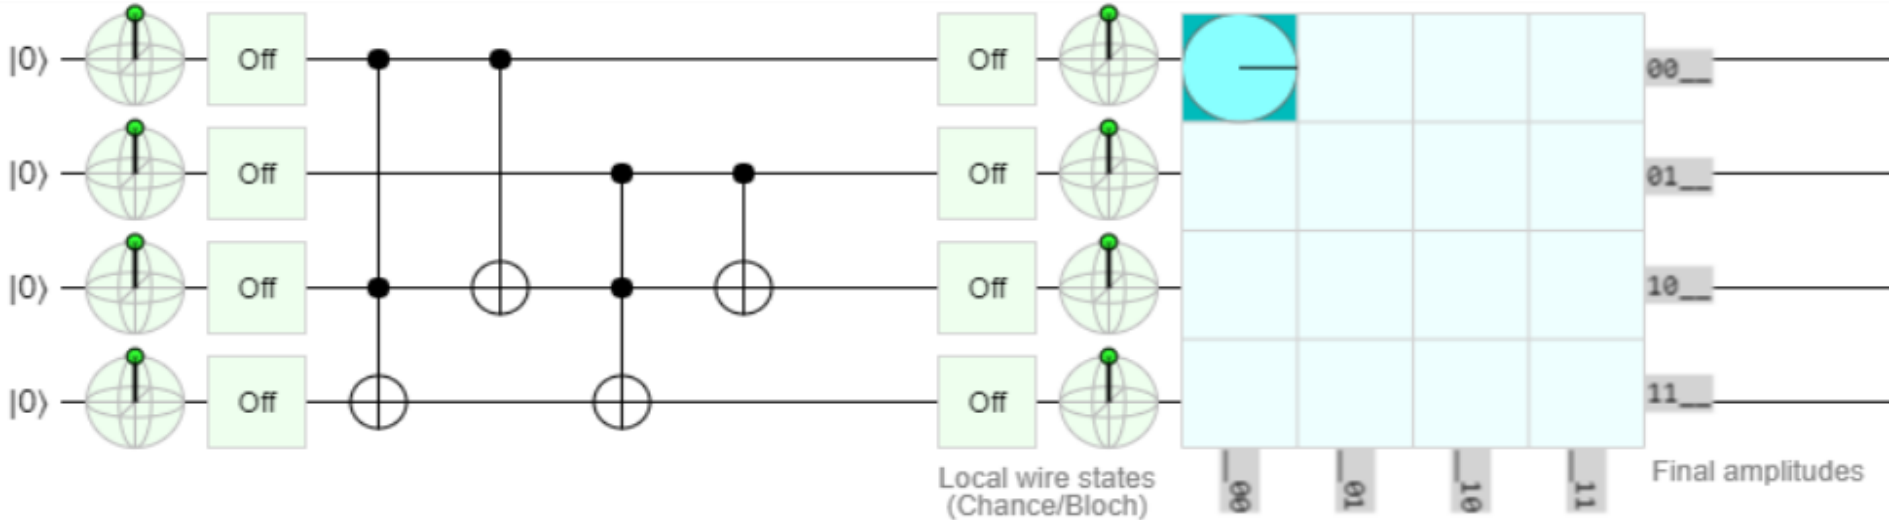 |0⟩ Off Off 00__
|0⟩ Off Off 01__
|0⟩ Off Off 10__
|0⟩ Off Off 11__
Local wire states
(Chance/Bloch)
__00 __01 __10 __11
Final amplitudes